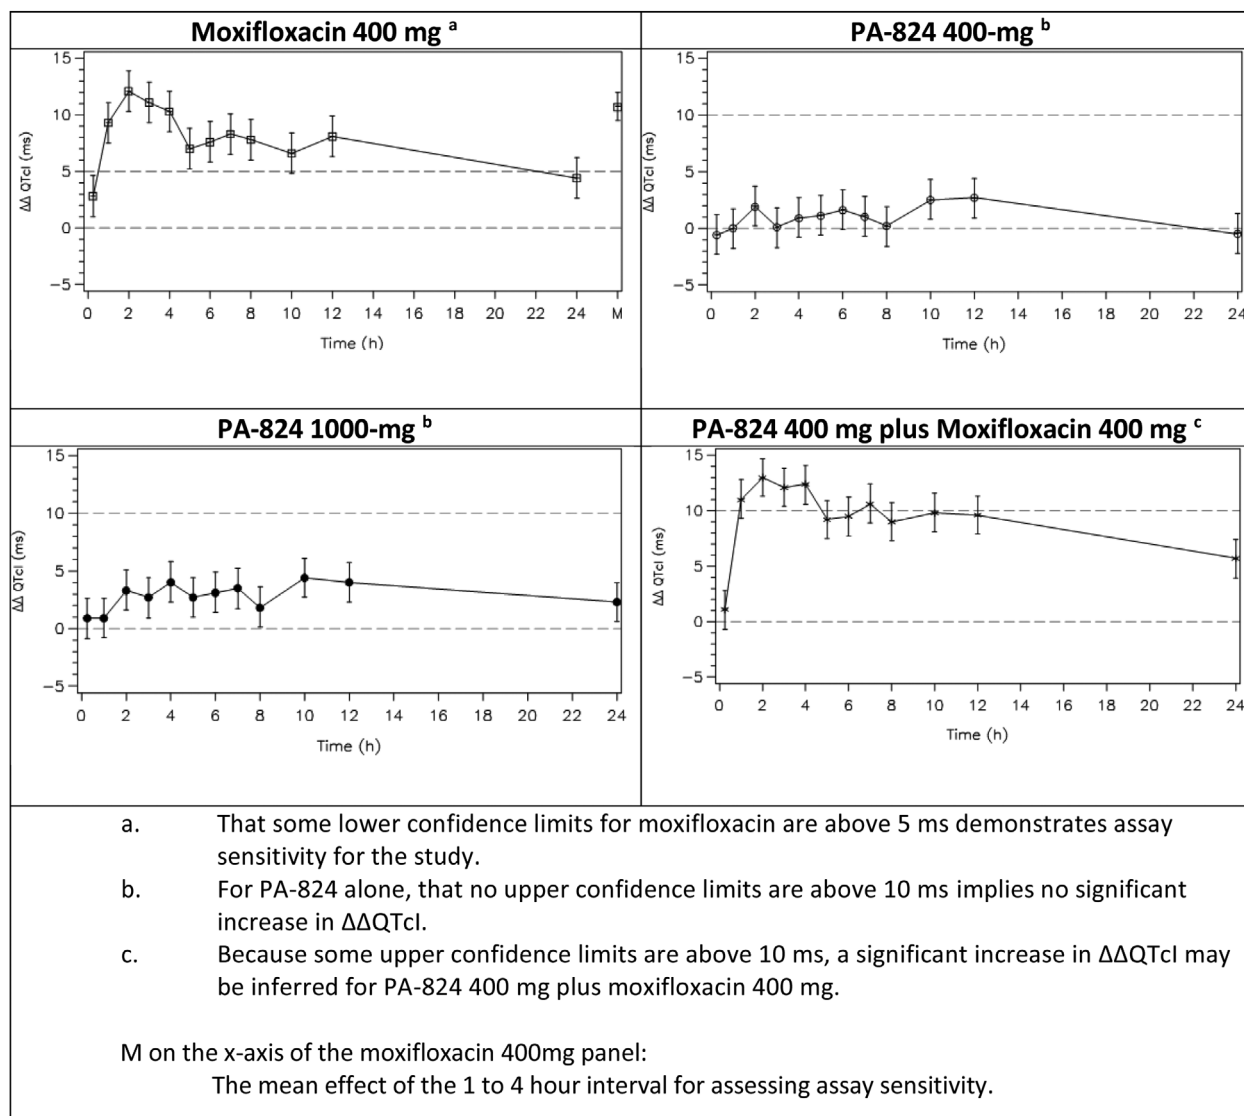 Moxifloxacin 400 mg a
PA-824 400-mg b
15
10
5
0
−5
ΔΔ QTcI (ms)
0 2 4 6 8 10 12 14 16 18 20 22 24 M
Time (h)
15
10
5
0
−5
ΔΔ QTcI (ms)
0 2 4 6 8 10 12 14 16 18 20 22 24
Time (h)
PA-824 1000-mg b
PA-824 400 mg plus Moxifloxacin 400 mg c
15
10
5
0
−5
ΔΔ QTcI (ms)
0 2 4 6 8 10 12 14 16 18 20 22 24
Time (h)
15
10
5
0
−5
ΔΔ QTcI (ms)
0 2 4 6 8 10 12 14 16 18 20 22 24
Time (h)
a. That some lower confidence limits for moxifloxacin are above 5 ms demonstrates assay
sensitivity for the study.
b. For PA-824 alone, that no upper confidence limits are above 10 ms implies no significant
increase in ΔΔQTcI.
c. Because some upper confidence limits are above 10 ms, a significant increase in ΔΔQTcI may
be inferred for PA-824 400 mg plus moxifloxacin 400 mg.
M on the x-axis of the moxifloxacin 400mg panel:
The mean effect of the 1 to 4 hour interval for assessing assay sensitivity.